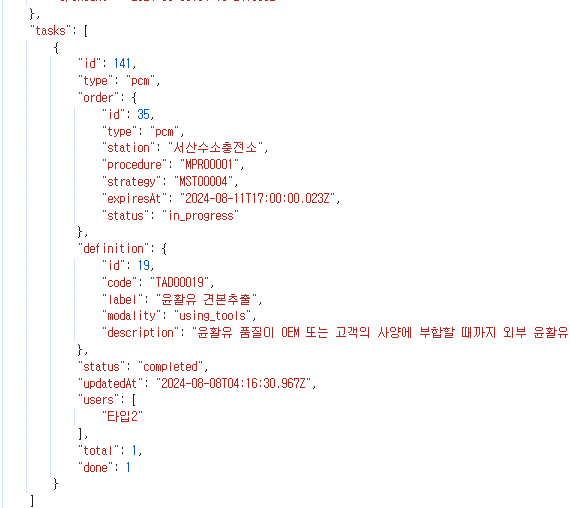 },
"tasks": [
{
"id": 141,
"type": "pcm",
"order": {
"id": 35,
"type": "pcm",
"station": "서산수소충전소",
"procedure": "MPR00001",
"strategy": "MST00004",
"expiresAt": "2024-08-11T17:00:00.023Z",
"status": "in_progress"
},
"definition": {
"id": 19,
"code": "TAD00019",
"label": "윤활유 견본추출",
"modality": "using_tools",
"description": "윤활유 품질이 OEM 또는 고객의 사양에 부합할 때까지 외부 윤활유
},
"status": "completed",
"updatedAt": "2024-08-08T04:16:30.967Z",
"users": [
"타입2"
],
"total": 1,
"done": 1
}
]